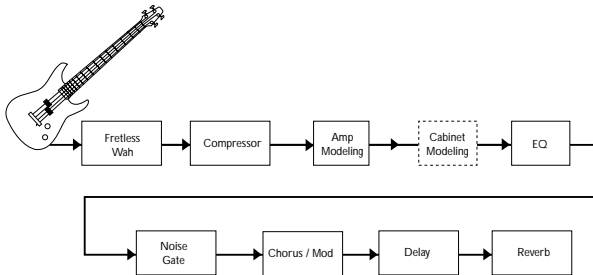 Fretless
Wah
Compressor
Amp
Modeling
Cabinet
Modeling
EQ
Noise
Gate
Chorus / Mod
Delay
Reverb